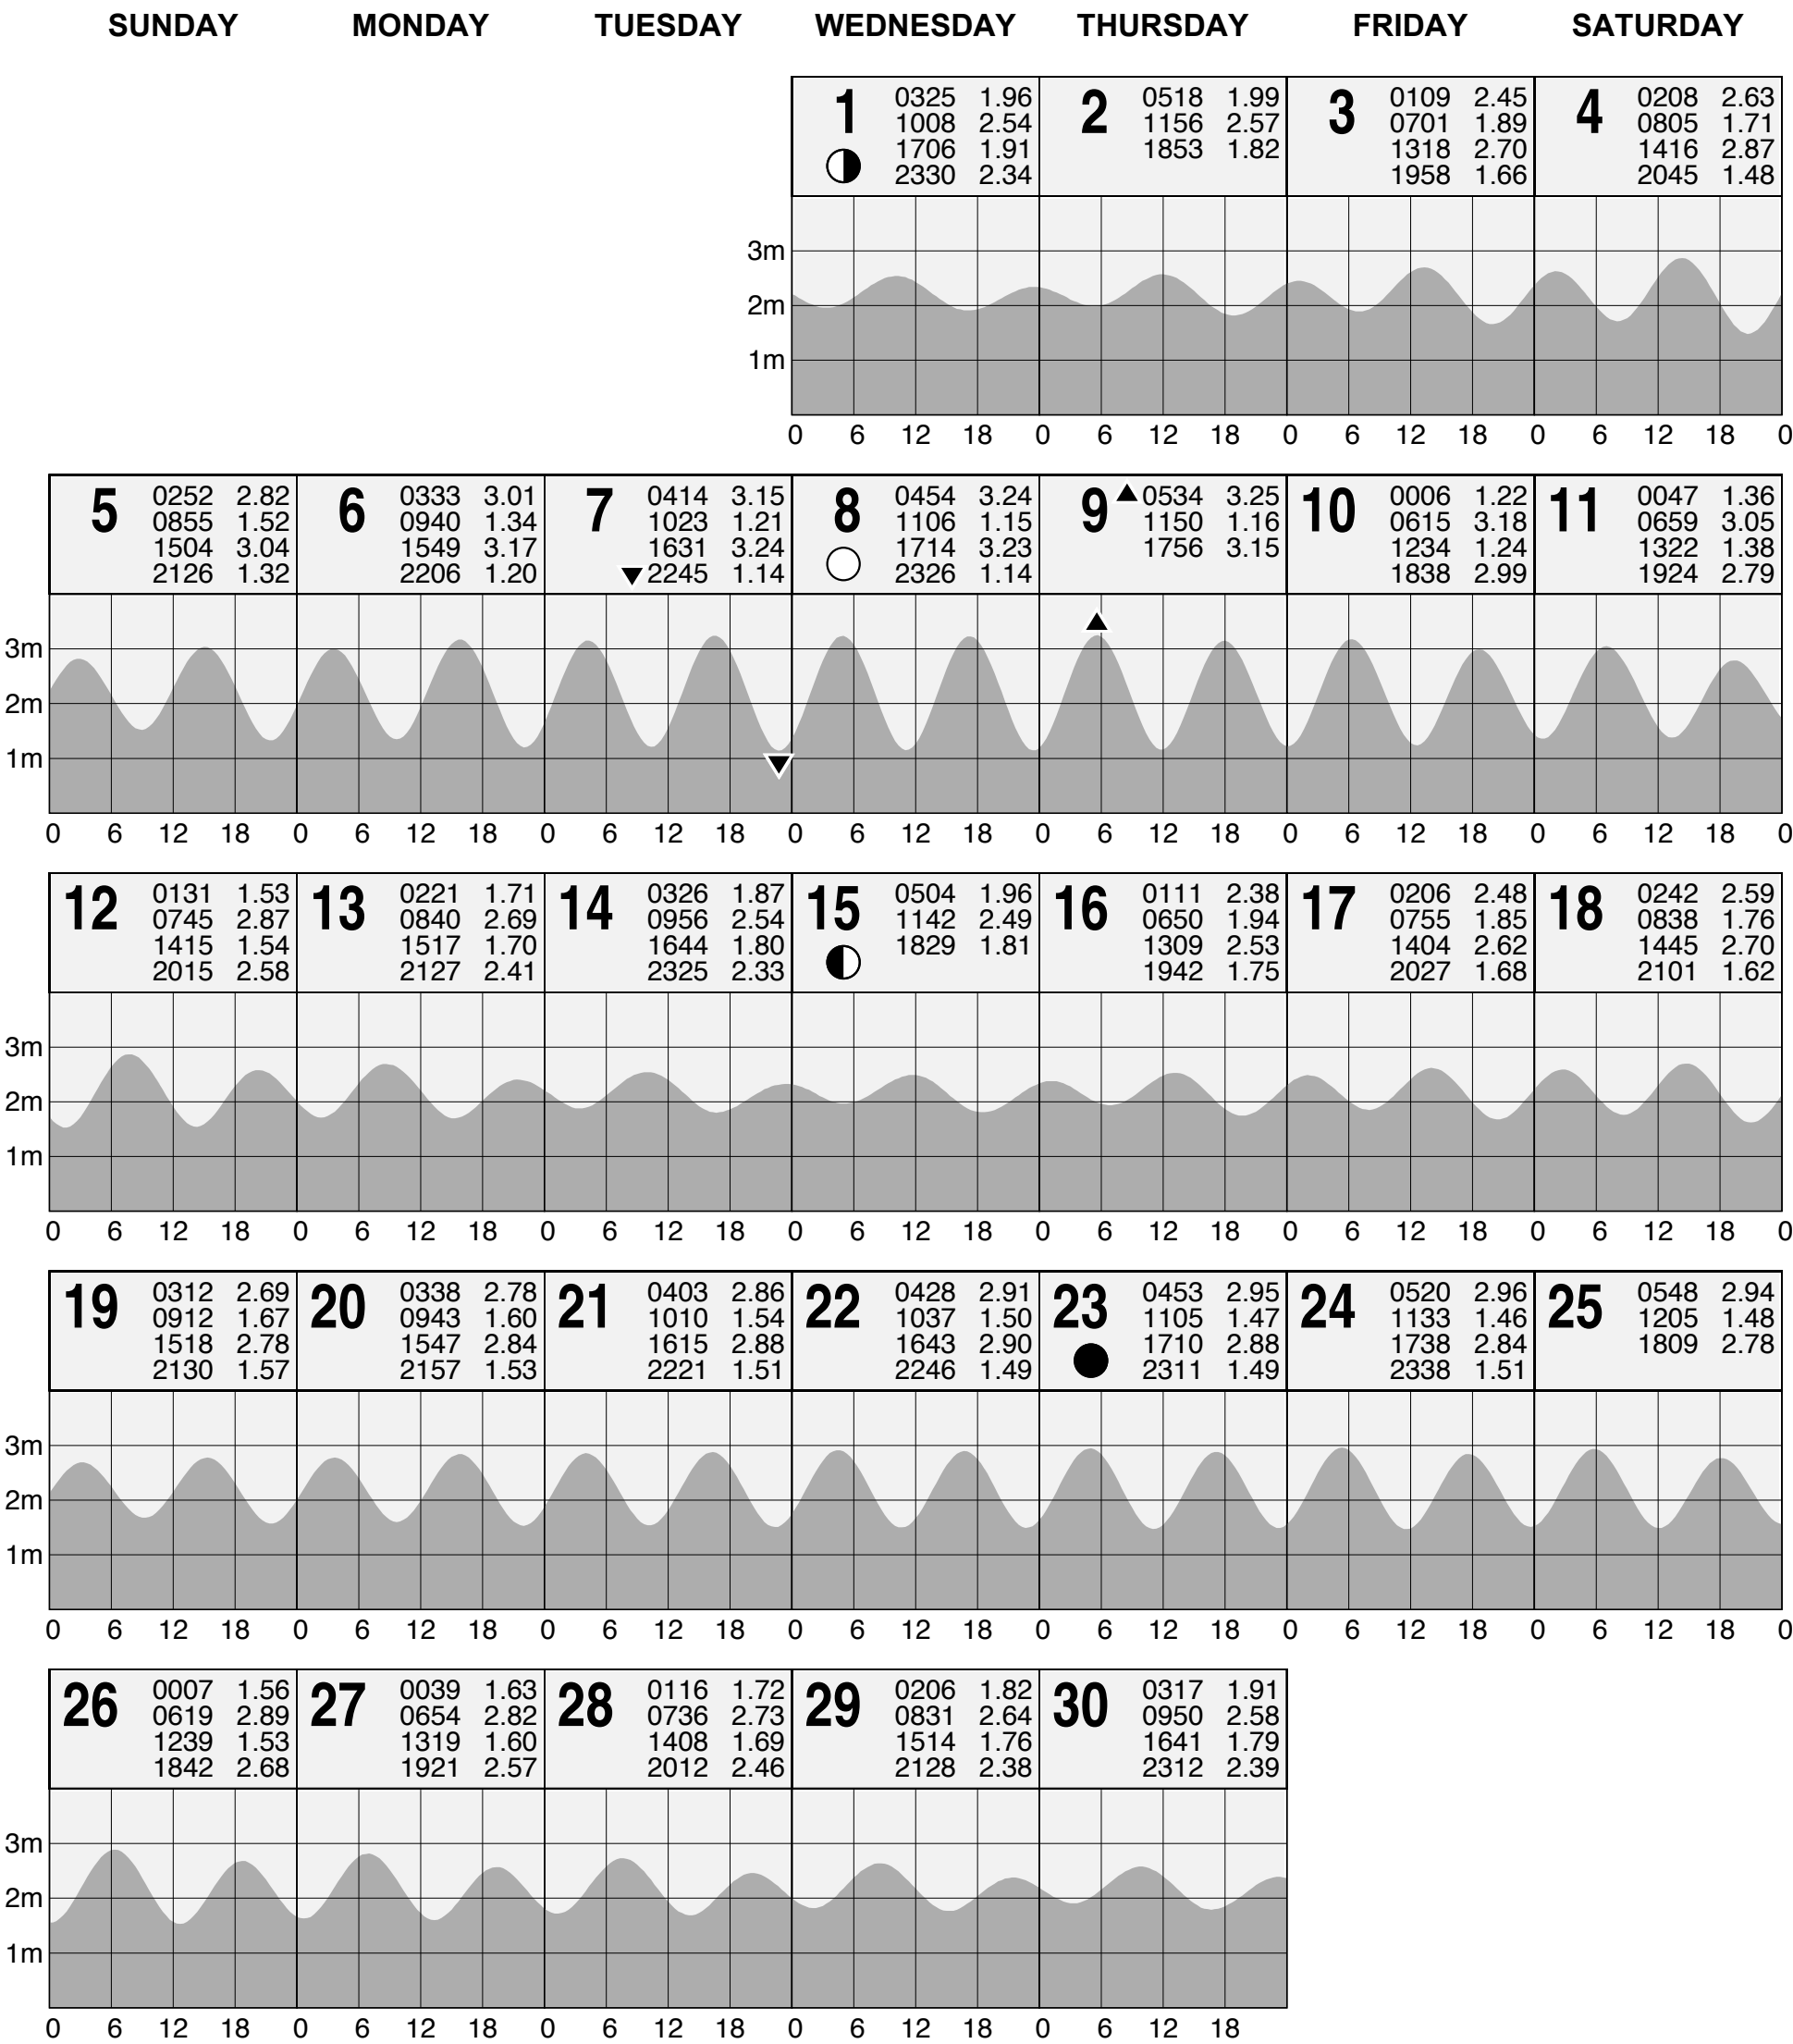 SUNDAY MONDAY TUESDAY WEDNESDAY THURSDAY FRIDAY SATURDAY
1 0325 1.96
1008 2.54
1706 1.91
2330 2.34
2 0518 1.99
1156 2.57
1853 1.82
3 0109 2.45
0701 1.89
1318 2.70
1958 1.66
4 0208 2.63
0805 1.71
1416 2.87
2045 1.48
3m
2m
1m
0 6 12 18 0 6 12 18 0 6 12 18 0 6 12 18 0
5 0252 2.82
0855 1.52
1504 3.04
2126 1.32
6 0333 3.01
0940 1.34
1549 3.17
2206 1.20
7 0414 3.15
1023 1.21
1631 3.24
▼2245 1.14
8 0454 3.24
1106 1.15
1714 3.23
2326 1.14
9 ▲0534 3.25
1150 1.16
1756 3.15
10 0006 1.22
0615 3.18
1234 1.24
1838 2.99
11 0047 1.36
0659 3.05
1322 1.38
1924 2.79
3m
2m
1m
0 6 12 18 0 6 12 18 0 6 12 18 0 6 12 18 0 6 12 18 0 6 12 18 0 6 12 18 0
12 0131 1.53
0745 2.87
1415 1.54
2015 2.58
13 0221 1.71
0840 2.69
1517 1.70
2127 2.41
14 0326 1.87
0956 2.54
1644 1.80
2325 2.33
15 0504 1.96
1142 2.49
1829 1.81
16 0111 2.38
0650 1.94
1309 2.53
1942 1.75
17 0206 2.48
0755 1.85
1404 2.62
2027 1.68
18 0242 2.59
0838 1.76
1445 2.70
2101 1.62
3m
2m
1m
0 6 12 18 0 6 12 18 0 6 12 18 0 6 12 18 0 6 12 18 0 6 12 18 0 6 12 18 0
19 0312 2.69
0912 1.67
1518 2.78
2130 1.57
20 0338 2.78
0943 1.60
1547 2.84
2157 1.53
21 0403 2.86
1010 1.54
1615 2.88
2221 1.51
22 0428 2.91
1037 1.50
1643 2.90
2246 1.49
23 0453 2.95
1105 1.47
1710 2.88
2311 1.49
24 0520 2.96
1133 1.46
1738 2.84
2338 1.51
25 0548 2.94
1205 1.48
1809 2.78
3m
2m
1m
0 6 12 18 0 6 12 18 0 6 12 18 0 6 12 18 0 6 12 18 0 6 12 18 0 6 12 18 0
26 0007 1.56
0619 2.89
1239 1.53
1842 2.68
27 0039 1.63
0654 2.82
1319 1.60
1921 2.57
28 0116 1.72
0736 2.73
1408 1.69
2012 2.46
29 0206 1.82
0831 2.64
1514 1.76
2128 2.38
30 0317 1.91
0950 2.58
1641 1.79
2312 2.39
3m
2m
1m
0 6 12 18 0 6 12 18 0 6 12 18 0 6 12 18 0 6 12 18